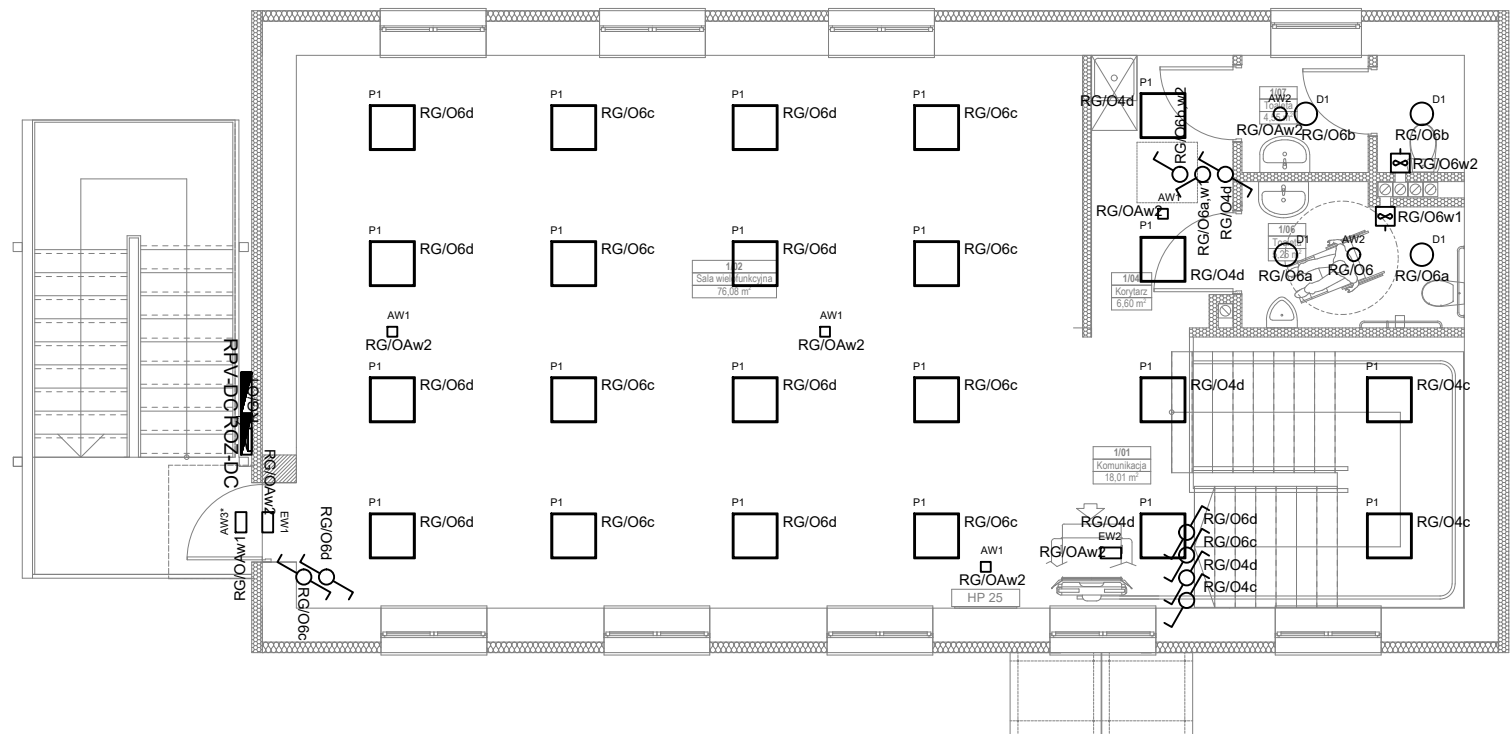 P1
RG/O6d
P1
RG/O6c
P1
RG/O6d
P1
RG/O6c
P1
RG/O4d
RG/O6b,w2
1/07
Toaleta
AW2
RG/OAw2
D1
RG/O6b
D1
RG/O6b
RG/O6w2
AW1
RG/OAw2
RG/O6a,w1
RG/O4d
RG/O6w1
P1
RG/O6d
P1
RG/O6c
P1
RG/O6d
P1
RG/O6c
P1
RG/O4d
1/06
D1
RG/O6a
AW2
RG/O6
D1
RG/O6a
1/02
Sala wielofunkcyjna
76,08 m²
1/04
Korytarz
6,60 m²
AW1
RG/OAw2
AW1
RG/OAw2
RPV-DC
ROZ-DC
P1
RG/O6d
P1
RG/O6c
P1
RG/O6d
P1
RG/O6c
P1
RG/O4d
P1
RG/O4c
1/01
Komunikacja
18,01 m²
RG/OAw2
AW3*
EW1
RG/OAw1
RG/O6d
RG/O6c
P1
RG/O6d
P1
RG/O6c
P1
RG/O6d
P1
RG/O6c
P1
RG/O4d
P1
RG/O4c
AW1
RG/OAw2
EW2
RG/OAw2
RG/O6d
RG/O6c
RG/O4d
RG/O4c
HP 25